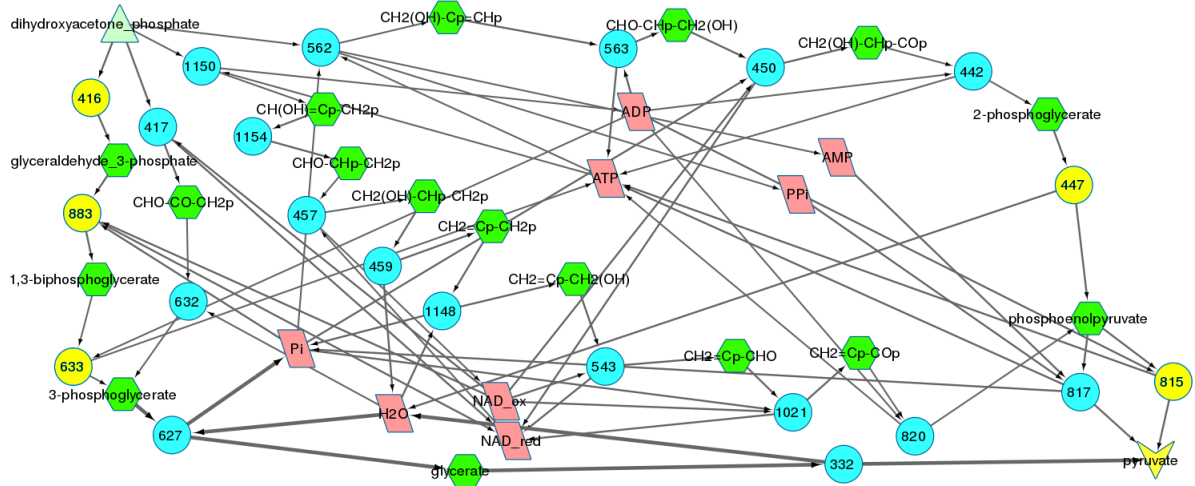 CH2(OH)-Cp=CHp
dihydroxyacetone_phosphate
CHO-CHp-CH2(OH)
CH2(OH)-CHp-COp
562
563
450
442
1150
416
CH(OH)=Cp-CH2p
ADP
2-phosphoglycerate
417
1154
glyceraldehyde_3-phosphate
CHO-CHp-CH2p
AMP
ATP
447
PPi
CHO-CO-CH2p
CH2(OH)-CHp-CH2p
883
457
CH2=Cp-CH2p
459
1,3-biphosphoglycerate
CH2=Cp-CH2(OH)
632
1148
phosphoenolpyruvate
Pi
CH2=Cp-CHO
CH2=Cp-COp
633
543
815
3-phosphoglycerate
817
NAD_ox
H2O
1021
627
NAD_red
820
glycerate
332
pyruvate